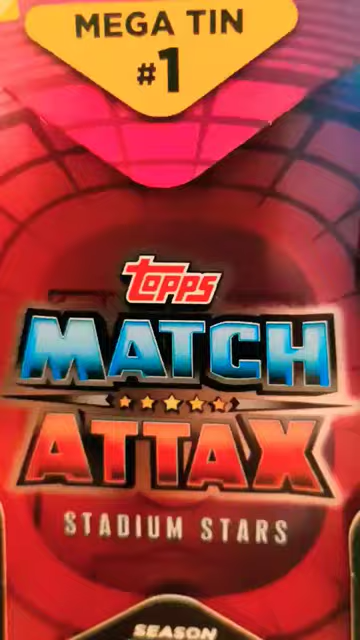 MEGA TIN
#1
TOPPS
MATCH
ATTAX
STADIUM STARS
SEASON